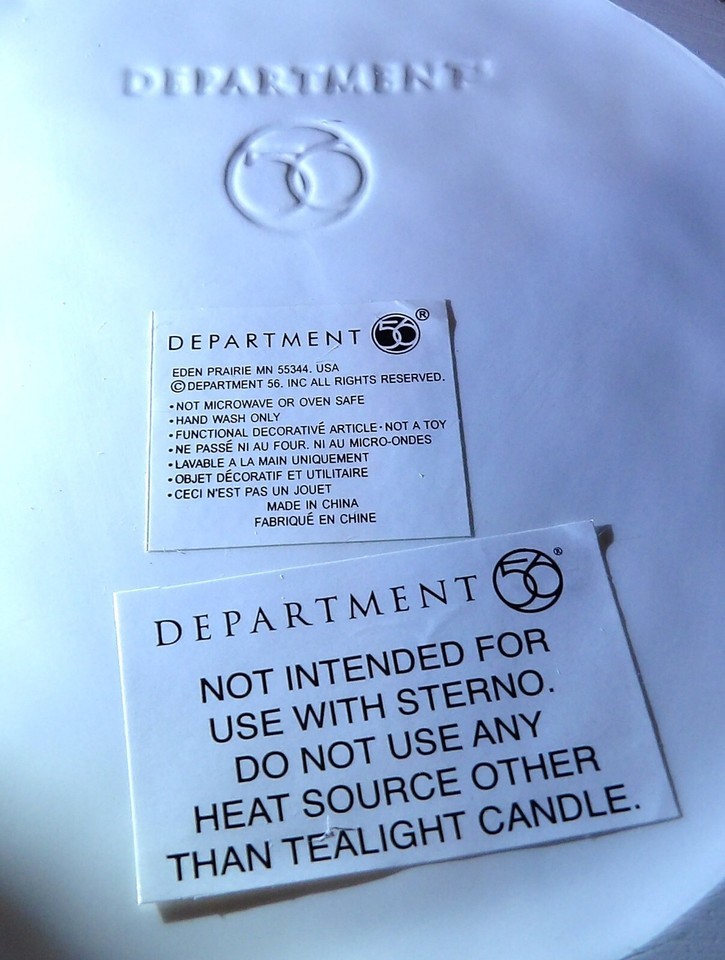 DEPARTMENT
56
DEPARTMENT 56®
EDEN PRAIRIE MN 55344. USA
©DEPARTMENT 56. INC ALL RIGHTS RESERVED.
•NOT MICROWAVE OR OVEN SAFE
•HAND WASH ONLY
•FUNCTIONAL DECORATIVÉ ARTICLE•NOT A TOY
•NE PASSÉ NI AU FOUR. NI AU MICRO-ONDES
•LAVABLE A LA MAIN UNIQUEMENT
•OBJET DÉCORATIF ET UTILITAIRE
•CECI N'EST PAS UN JOUET
MADE IN CHINA
FABRIQUÉ EN CHINE
DEPARTMENT 56®
NOT INTENDED FOR
USE WITH STERNO.
DO NOT USE ANY
HEAT SOURCE OTHER
THAN TEALIGHT CANDLE.